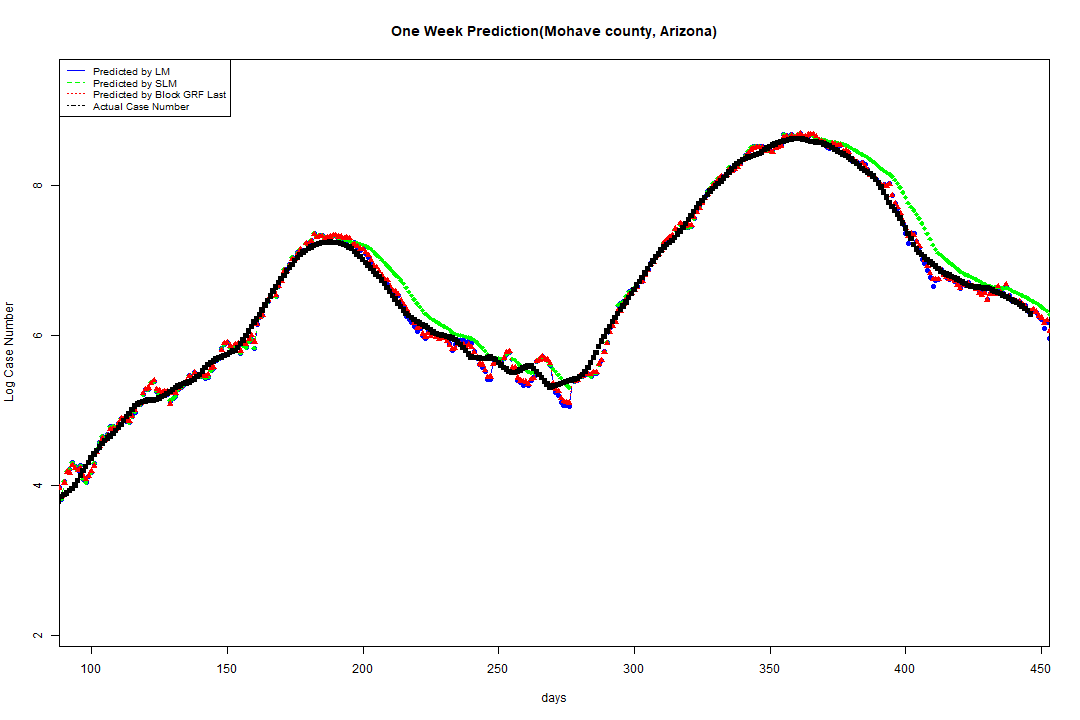 One Week Prediction(Mohave county, Arizona)
Predicted by LM
Predicted by SLM
Predicted by Block GRF Last
Actual Case Number
8
6
4
2
Log Case Number
100 150 200 250 300 350 400 450
days